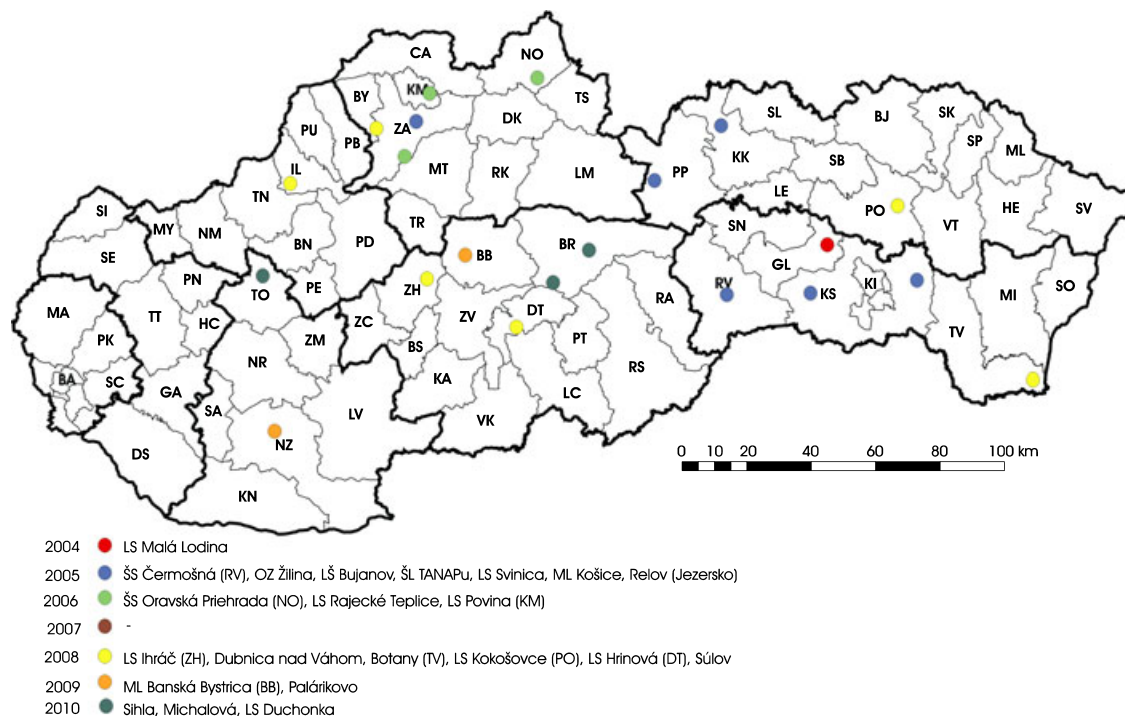 CA
NO
KM
BY
TS
ZA
DK
PU
PB
IL
MT
RK
LM
TN
TR
SL
BJ
SK
SP
ML
KK
SB
PP
LE
PO
VT
HE
SV
SI
MY
NM
BN
PD
SE
BB
BR
SN
GL
PN
TO
PE
ZH
RV
KS
KI
MI
SO
MA
TT
HC
ZC
ZV
DT
RA
TV
PK
NR
ZM
BS
PT
BA
SC
GA
KA
RS
LC
SA
LV
VK
DS
NZ
KN
0 20 40 60 80 100 km
2004 LS Malá Lodina
2005 ŠS Čermošná (RV), OZ Žilina, LŠ Bujanov, ŠL TANAPu, LS Svinica, ML Košice, Relov (Jezersko)
2006 ŠS Oravská Priehrada (NO), LS Rajecké Teplice, LS Povina (KM)
2007 -
2008 LS Ihráč (ZH), Dubnica nad Váhom, Botany (TV), LS Kokošovce (PO), LS Hrinová (DT), Súlov
2009 ML Banská Bystrica (BB), Palárikovo
2010 Sihla, Michalová, LS Duchonka